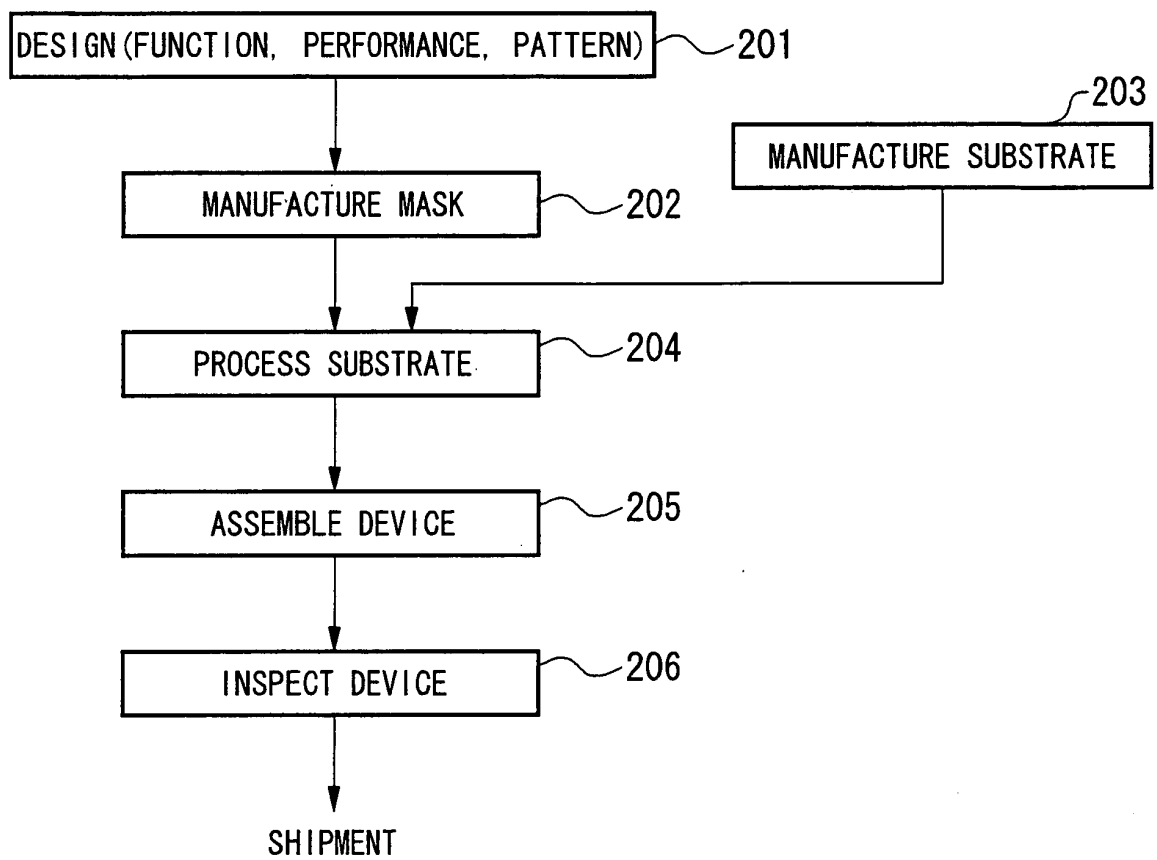 DESIGN(FUNCTION, PERFORMANCE, PATTERN)
201
203
MANUFACTURE SUBSTRATE
MANUFACTURE MASK
202
PROCESS SUBSTRATE
204
ASSEMBLE DEVICE
205
INSPECT DEVICE
206
SHIPMENT